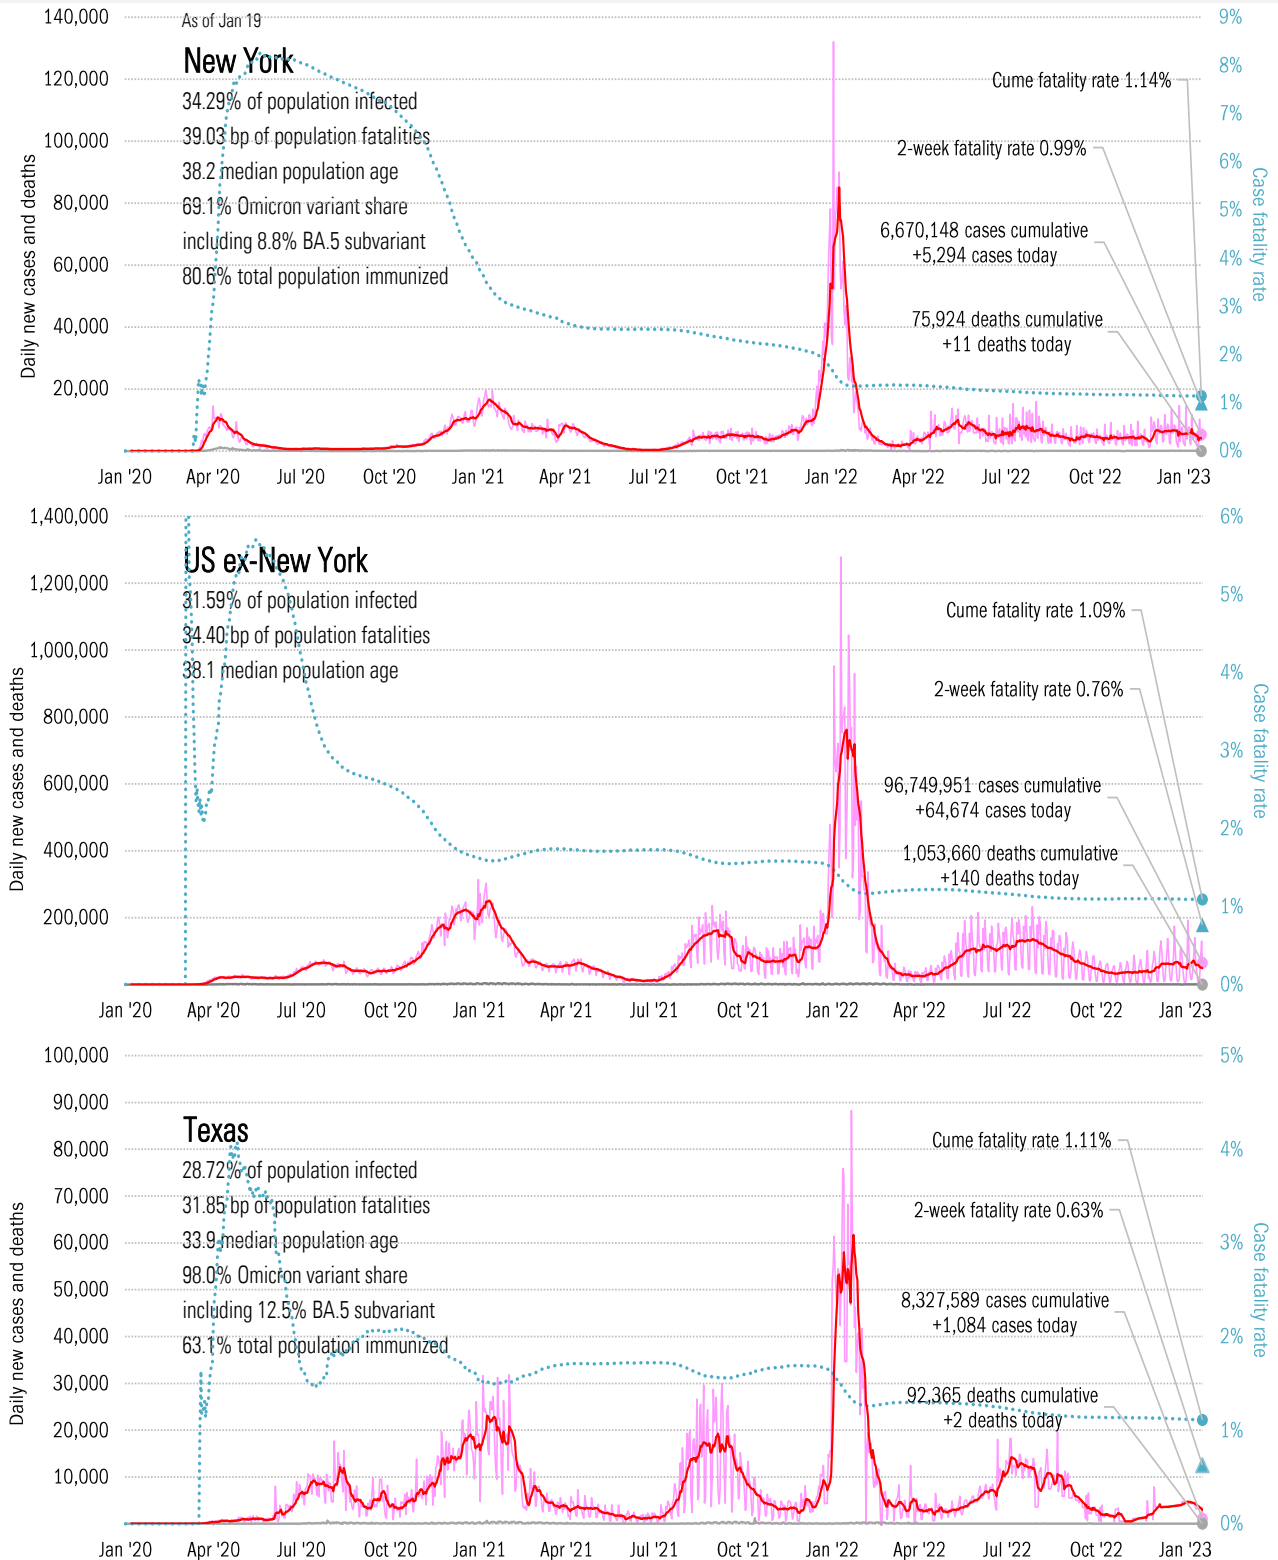 As of Jan 19
New York
34.29% of population infected
39.03 bp of population fatalities
38.2 median population age
69.1% Omicron variant share
including 8.8% BA.5 subvariant
80.6% total population immunized
Cume fatality rate 1.14%
2-week fatality rate 0.99%
6,670,148 cases cumulative
+5,294 cases today
75,924 deaths cumulative
+11 deaths today
Daily new cases and deaths
140,000
120,000
100,000
80,000
60,000
40,000
20,000
9%
8%
7%
6%
5%
4%
3%
2%
1%
0%
Case fatality rate
Jan '20 Apr '20 Jul '20 Oct '20 Jan '21 Apr '21 Jul '21 Oct '21 Jan '22 Apr '22 Jul '22 Oct '22 Jan '23
US ex-New York
31.59% of population infected
34.40 bp of population fatalities
38.1 median population age
Cume fatality rate 1.09%
2-week fatality rate 0.76%
96,749,951 cases cumulative
+64,674 cases today
1,053,660 deaths cumulative
+140 deaths today
Daily new cases and deaths
1,400,000
1,200,000
1,000,000
800,000
600,000
400,000
200,000
6%
5%
4%
3%
2%
1%
0%
Case fatality rate
Jan '20 Apr '20 Jul '20 Oct '20 Jan '21 Apr '21 Jul '21 Oct '21 Jan '22 Apr '22 Jul '22 Oct '22 Jan '23
Texas
28.72% of population infected
31.85 bp of population fatalities
33.9 median population age
98.0% Omicron variant share
including 12.5% BA.5 subvariant
63.1% total population immunized
Cume fatality rate 1.11%
2-week fatality rate 0.63%
8,327,589 cases cumulative
+1,084 cases today
92,365 deaths cumulative
+2 deaths today
Daily new cases and deaths
100,000
90,000
80,000
70,000
60,000
50,000
40,000
30,000
20,000
10,000
5%
4%
3%
2%
1%
0%
Case fatality rate
Jan '20 Apr '20 Jul '20 Oct '20 Jan '21 Apr '21 Jul '21 Oct '21 Jan '22 Apr '22 Jul '22 Oct '22 Jan '23